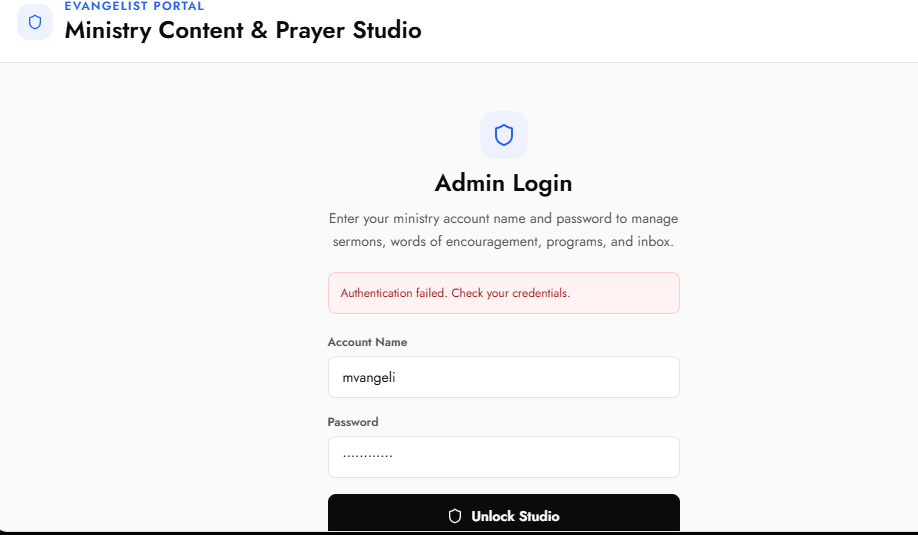 EVANGELIST PORTAL
Ministry Content & Prayer Studio
Admin Login
Enter your ministry account name and password to manage
sermons, words of encouragement, programs, and inbox.
Authentication failed. Check your credentials.
Account Name
mvangeli
Password
............
Unlock Studio